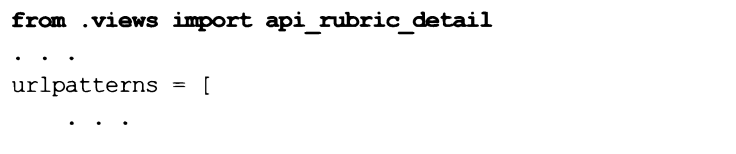 from .views import api_rubric_detail
. . .
urlpatterns = [
    . . .